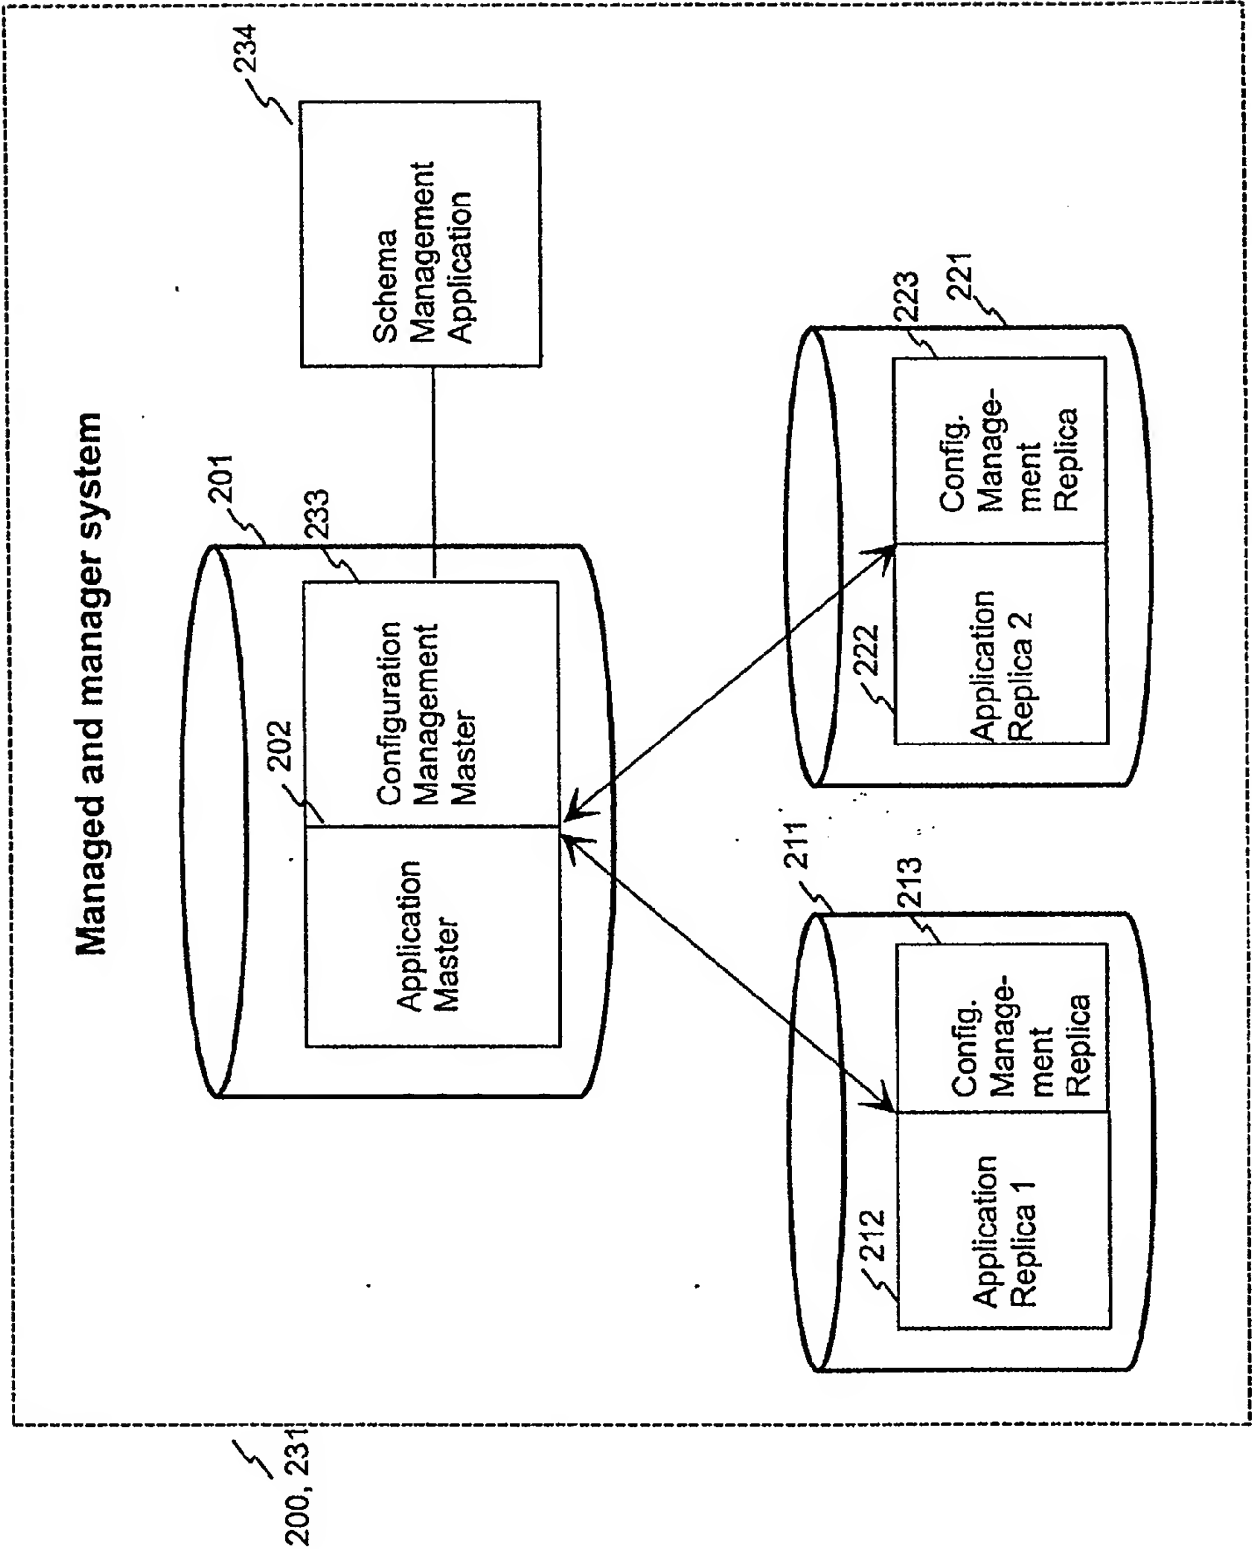 Managed and manager system
201
233
234
202
Application
Master
Configuration
Management
Master
Schema
Management
Application
211
213
212
Application
Replica 1
Config.
Manage-
ment
Replica
223
221
222
Application
Replica 2
Config.
Manage-
ment
Replica
200, 231